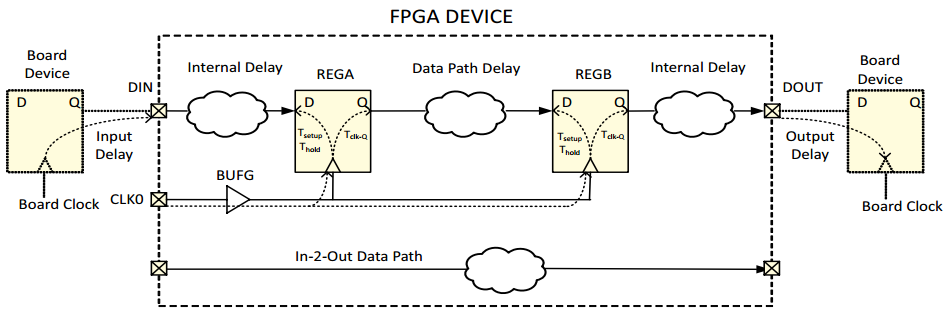 FPGA DEVICE
Board
Device
D
Q
Input
Delay
Board Clock
DIN
Internal Delay
REGA
D
Q
Tsetup
Thold
Tclk-Q
Data Path Delay
REGB
D
Q
Tsetup
Thold
Tclk-Q
Internal Delay
DOUT
Board
Device
D
Q
Output
Delay
Board Clock
CLK0
BUFG
In-2-Out Data Path